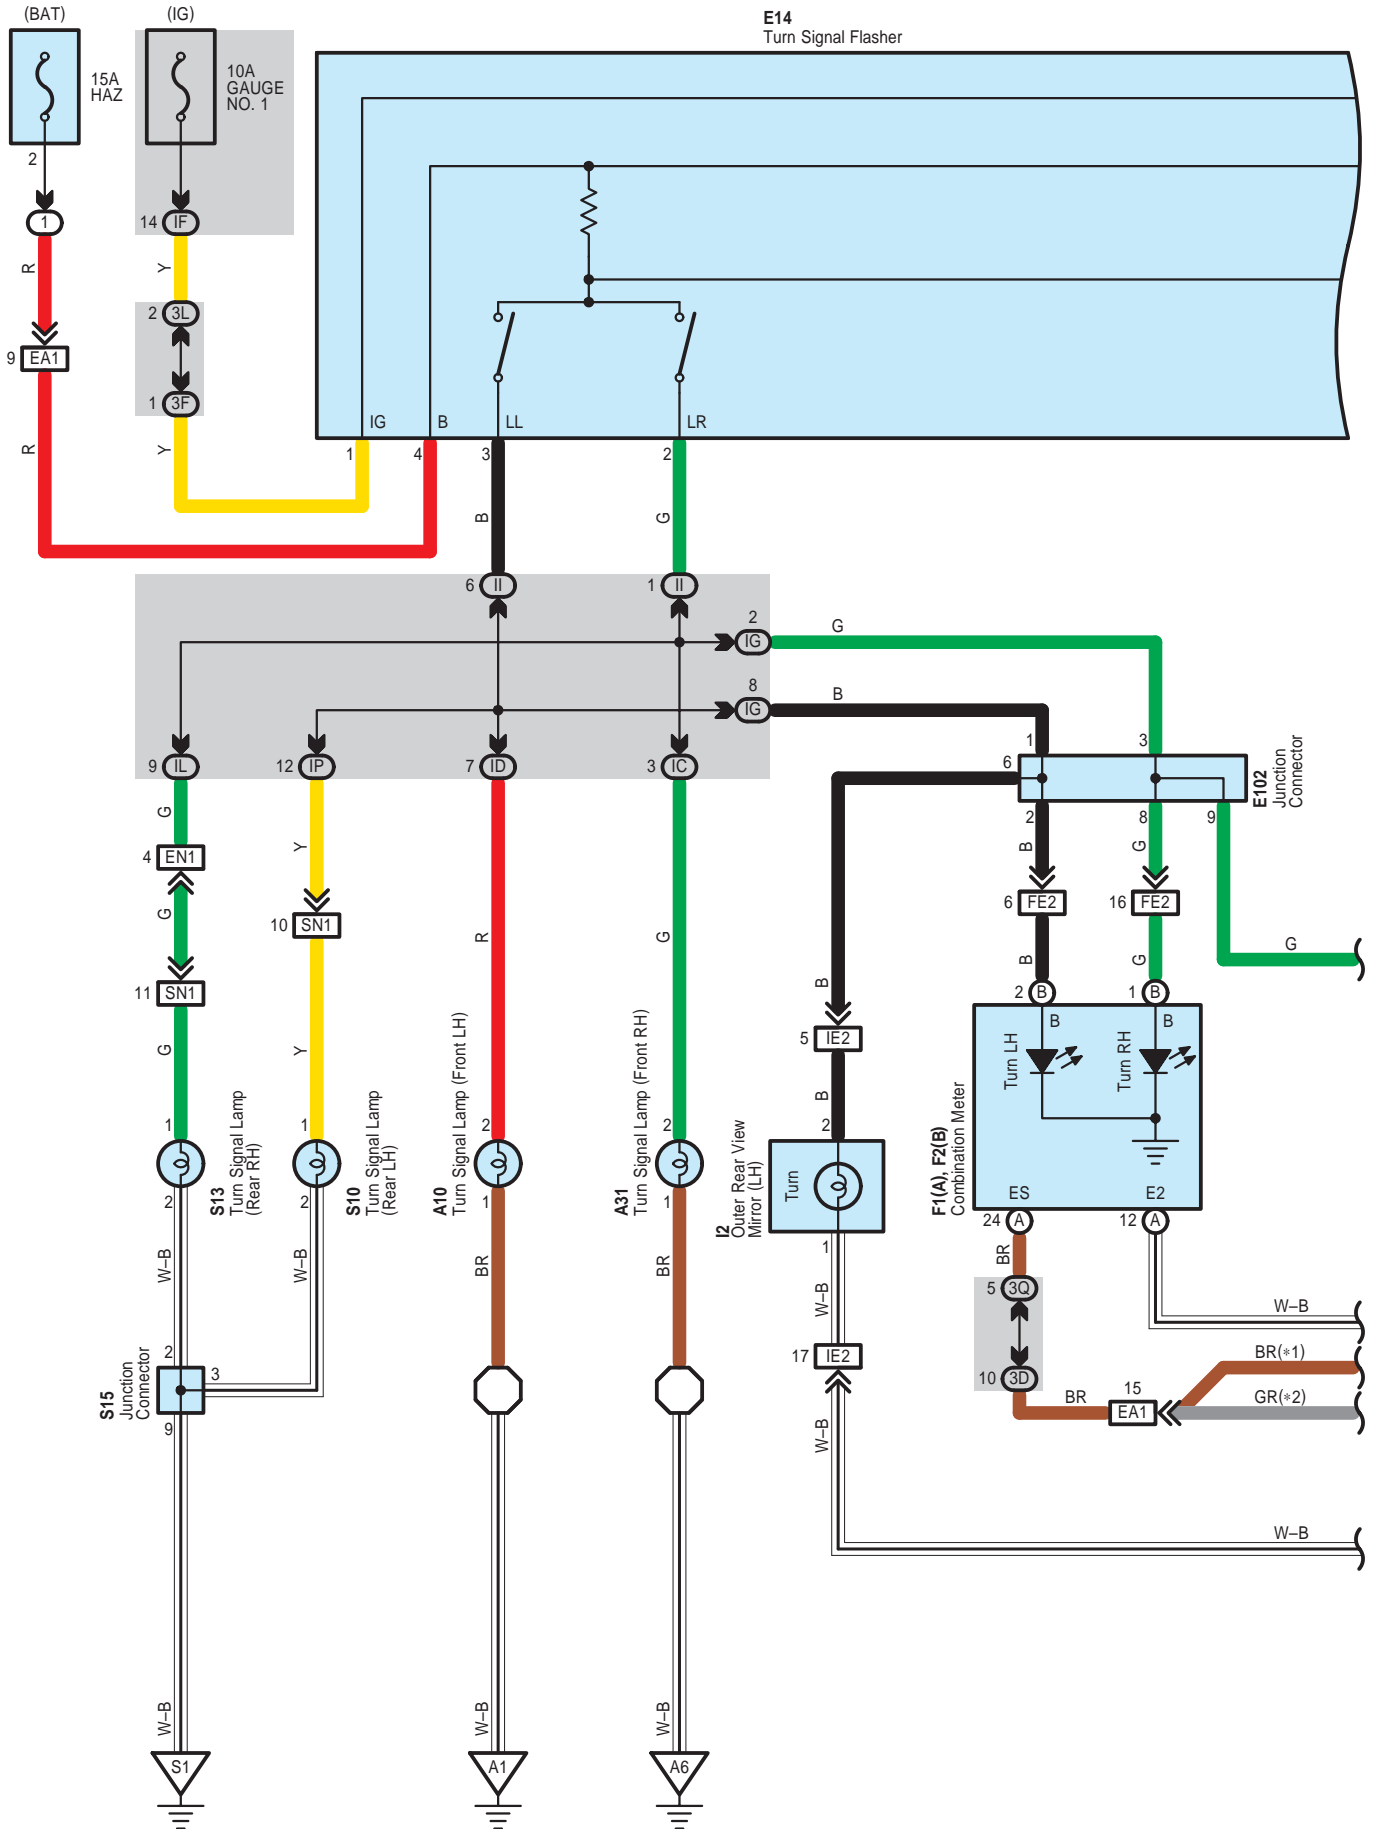 (BAT)
(IG)
E14
Turn Signal Flasher
15A
HAZ
10A
GAUGE
NO. 1
2
1
14 IF
R
Y
2 3L
9 EA1
1 3F
R
Y
IG
B
LL
LR
1
4
3
2
B
G
6 II
1 II
2
IG
G
8
IG
B
9 IL
12 IP
7 ID
3 IC
1
3
6
E102
Junction
Connector
2
8
9
G
Y
B
G
4 EN1
6 FE2
16 FE2
G
10 SN1
R
G
B
B
G
G
11 SN1
2 B
1 B
B
B
G
Y
5 IE2
Turn LH
Turn RH
B
1
1
2
2
2
S13
Turn Signal Lamp
(Rear RH)
S10
Turn Signal Lamp
(Rear LH)
A10
Turn Signal Lamp (Front LH)
A31
Turn Signal Lamp (Front RH)
I2
Outer Rear View
Mirror (LH)
Turn
F1(A), F2(B)
Combination Meter
ES
E2
2
2
1
1
1
24 A
12 A
W–B
W–B
BR
BR
W–B
BR
5 3Q
W–B
2
3
S15
Junction
Connector
17 IE2
10 3D
BR(∗1)
BR
15
EA1
GR(∗2)
9
W–B
W–B
W–B
W–B
W–B
S1
A1
A6